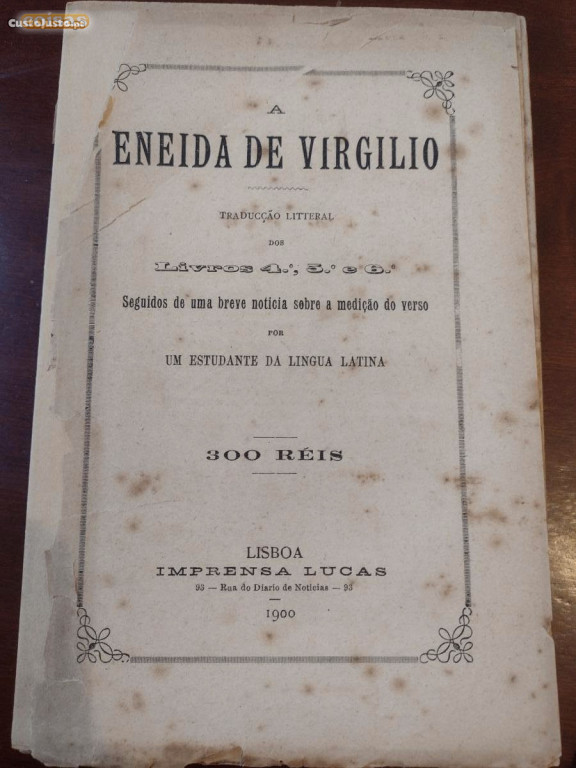 coisas
CustoJusto.pt
A
ENEIDA DE VIRGILIO
TRADUCÇÃO LITTERAL
DOS
Livros 4.º, 5.º e 6.º
Seguidos de uma breve noticia sobre a medição do verso
POR
UM ESTUDANTE DA LINGUA LATINA
300 RÉIS
LISBOA
IMPRENSA LUCAS
93 — Rua do Diario de Noticias — 93
1900